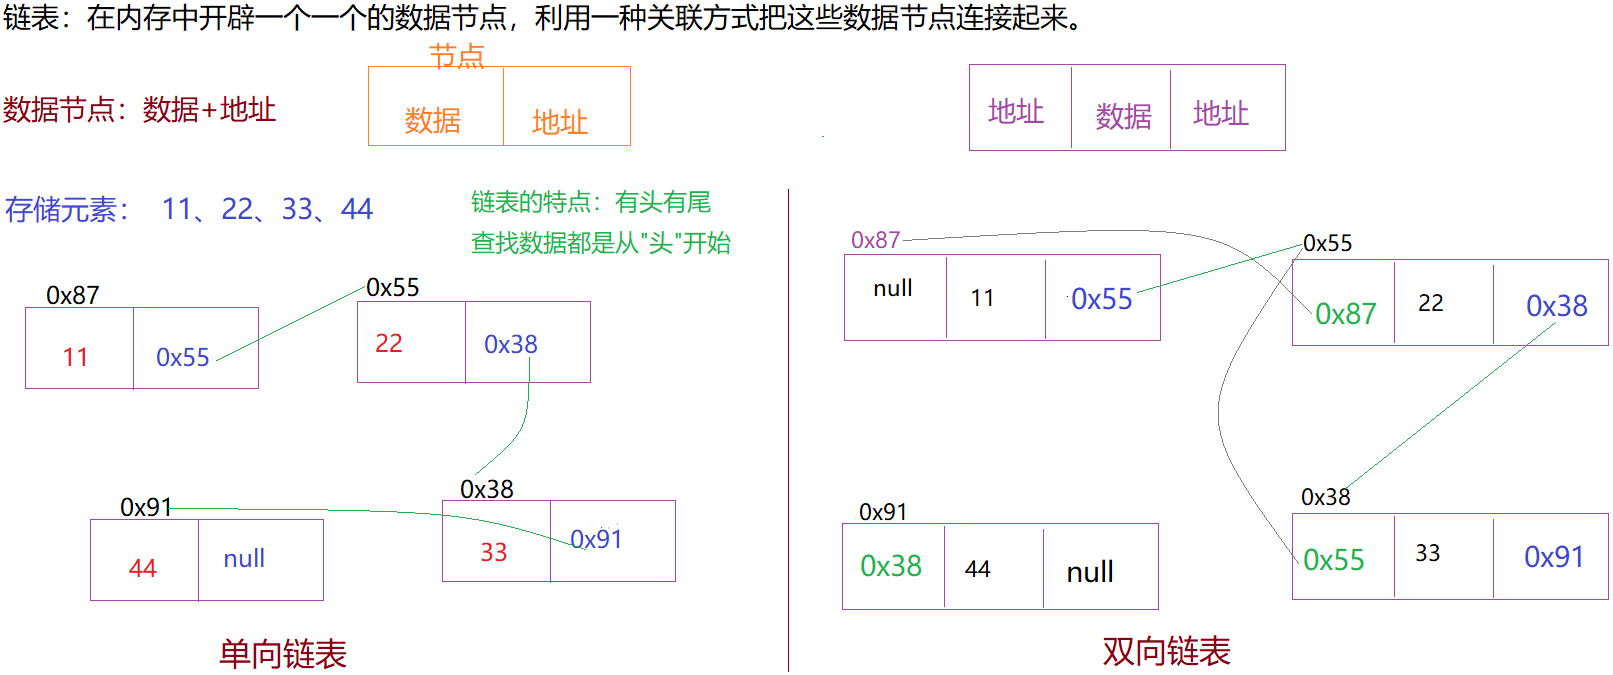 链表：在内存中开辟一个一个的数据节点，利用一种关联方式把这些数据节点连接起来。
节点
数据节点：数据+地址
数据 地址
地址 数据 地址
存储元素： 11、22、33、44
链表的特点：有头有尾
查找数据都是从"头"开始
0x87
11 0x55
0x55
22 0x38
0x91
44 null
0x38
33 0x91
单向链表
0x87
null 11 0x55
0x55
0x87 22 0x38
0x91
0x38 44 null
0x38
0x55 33 0x91
双向链表